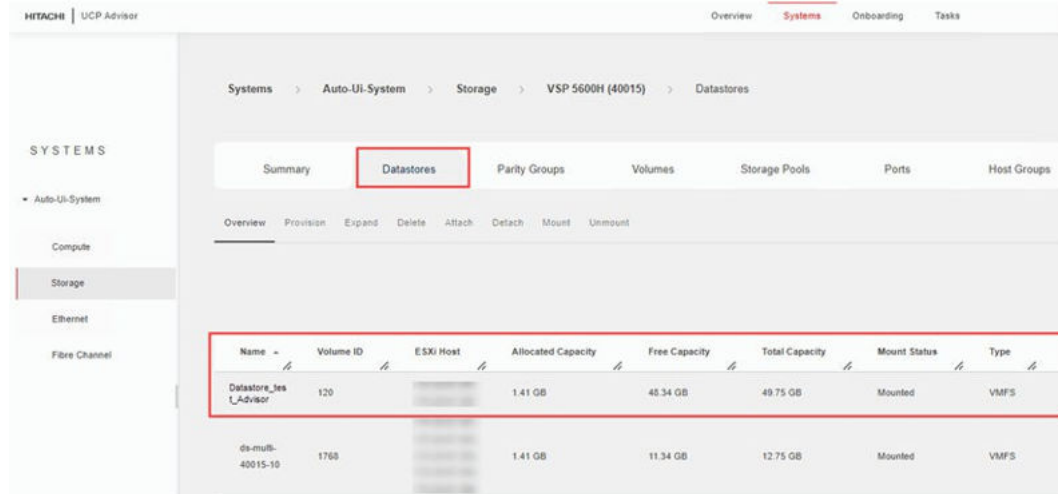 HITACHI UCP Advisor Overview Systems Onboarding Tasks
Systems > Auto-Ui-System > Storage > VSP 5600H (40015) > Datastores
SYSTEMS
Summary Datastores Parity Groups Volumes Storage Pools Ports Host Groups
Auto-Ui-System
Overview Provision Expand Delete Attach Detach Mount Unmount
Compute
Storage
Ethernet
Fibre Channel
Name Volume ID ESXi Host Allocated Capacity Free Capacity Total Capacity Mount Status Type
Datastore_tes
t_Advisor 120 1.41 GB 48.34 GB 49.75 GB Mounted VMFS
ds-multi-
40015-10 1768 1.41 GB 11.34 GB 12.75 GB Mounted VMFS